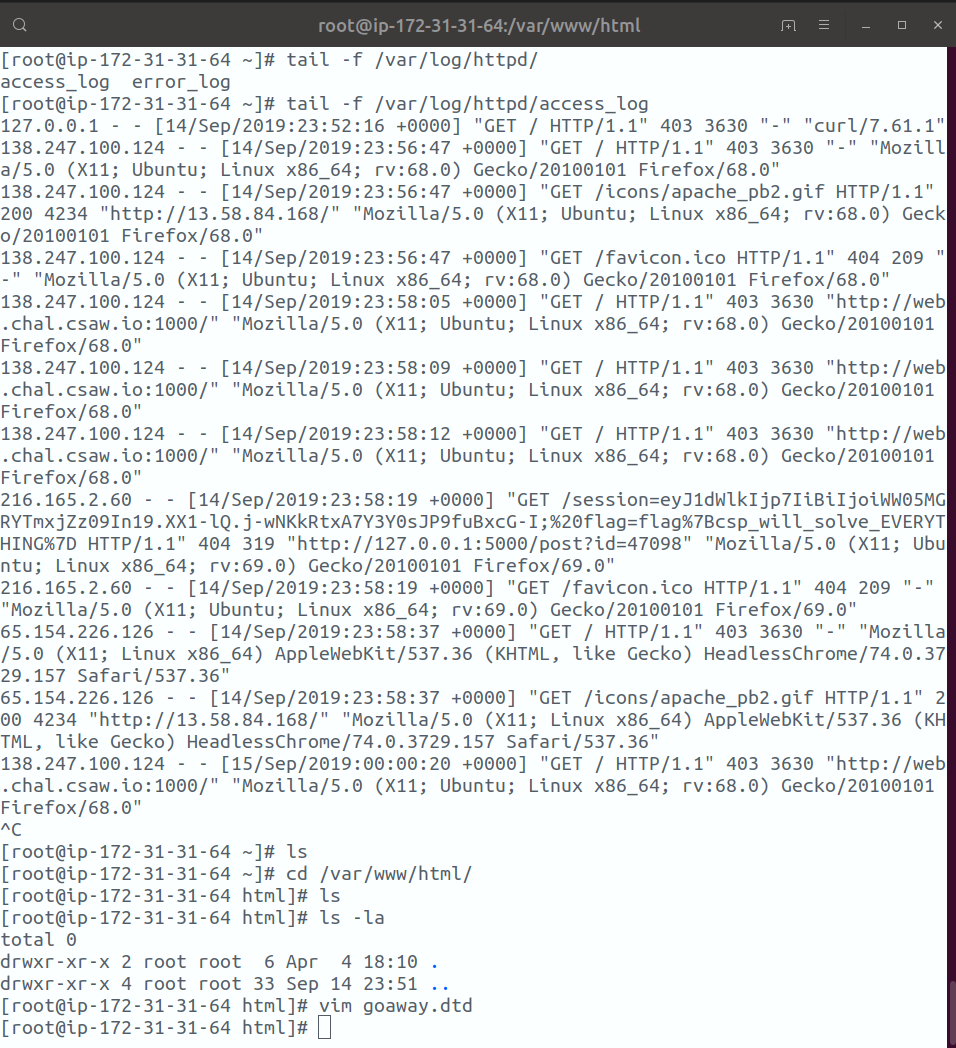 root@ip-172-31-31-64:/var/www/html
[root@ip-172-31-31-64 ~]# tail -f /var/log/httpd/
access_log  error_log
[root@ip-172-31-31-64 ~]# tail -f /var/log/httpd/access_log
127.0.0.1 - - [14/Sep/2019:23:52:16 +0000] "GET / HTTP/1.1" 403 3630 "-" "curl/7.61.1"
138.247.100.124 - - [14/Sep/2019:23:56:47 +0000] "GET / HTTP/1.1" 403 3630 "-" "Mozill
a/5.0 (X11; Ubuntu; Linux x86_64; rv:68.0) Gecko/20100101 Firefox/68.0"
138.247.100.124 - - [14/Sep/2019:23:56:47 +0000] "GET /icons/apache_pb2.gif HTTP/1.1" 
200 4234 "http://13.58.84.168/" "Mozilla/5.0 (X11; Ubuntu; Linux x86_64; rv:68.0) Geck
o/20100101 Firefox/68.0"
138.247.100.124 - - [14/Sep/2019:23:56:47 +0000] "GET /favicon.ico HTTP/1.1" 404 209 "
-" "Mozilla/5.0 (X11; Ubuntu; Linux x86_64; rv:68.0) Gecko/20100101 Firefox/68.0"
138.247.100.124 - - [14/Sep/2019:23:58:05 +0000] "GET / HTTP/1.1" 403 3630 "http://web
.chal.csaw.io:1000/" "Mozilla/5.0 (X11; Ubuntu; Linux x86_64; rv:68.0) Gecko/20100101 
Firefox/68.0"
138.247.100.124 - - [14/Sep/2019:23:58:09 +0000] "GET / HTTP/1.1" 403 3630 "http://web
.chal.csaw.io:1000/" "Mozilla/5.0 (X11; Ubuntu; Linux x86_64; rv:68.0) Gecko/20100101 
Firefox/68.0"
138.247.100.124 - - [14/Sep/2019:23:58:12 +0000] "GET / HTTP/1.1" 403 3630 "http://web
.chal.csaw.io:1000/" "Mozilla/5.0 (X11; Ubuntu; Linux x86_64; rv:68.0) Gecko/20100101 
Firefox/68.0"
216.165.2.60 - - [14/Sep/2019:23:58:19 +0000] "GET /session=eyJ1dWlkIjp7IiBiIjoiWW05MG
RYTmxjZz09In19.XX1-lQ.j-wNKkRtxA7Y3Y0sJP9fuBxcG-I;%20flag=flag%7Bcsp_will_solve_EVERYT
HING%7D HTTP/1.1" 404 319 "http://127.0.0.1:5000/post?id=47098" "Mozilla/5.0 (X11; Ubu
ntu; Linux x86_64; rv:69.0) Gecko/20100101 Firefox/69.0"
216.165.2.60 - - [14/Sep/2019:23:58:19 +0000] "GET /favicon.ico HTTP/1.1" 404 209 "-" 
"Mozilla/5.0 (X11; Ubuntu; Linux x86_64; rv:69.0) Gecko/20100101 Firefox/69.0"
65.154.226.126 - - [14/Sep/2019:23:58:37 +0000] "GET / HTTP/1.1" 403 3630 "-" "Mozilla
/5.0 (X11; Linux x86_64) AppleWebKit/537.36 (KHTML, like Gecko) HeadlessChrome/74.0.37
29.157 Safari/537.36"
65.154.226.126 - - [14/Sep/2019:23:58:37 +0000] "GET /icons/apache_pb2.gif HTTP/1.1" 2
00 4234 "http://13.58.84.168/" "Mozilla/5.0 (X11; Linux x86_64) AppleWebKit/537.36 (KH
TML, like Gecko) HeadlessChrome/74.0.3729.157 Safari/537.36"
138.247.100.124 - - [15/Sep/2019:00:00:20 +0000] "GET / HTTP/1.1" 403 3630 "http://web
.chal.csaw.io:1000/" "Mozilla/5.0 (X11; Ubuntu; Linux x86_64; rv:68.0) Gecko/20100101 
Firefox/68.0"
^C
[root@ip-172-31-31-64 ~]# ls
[root@ip-172-31-31-64 ~]# cd /var/www/html/
[root@ip-172-31-31-64 html]# ls
[root@ip-172-31-31-64 html]# ls -la
total 0
drwxr-xr-x 2 root root  6 Apr  4 18:10 .
drwxr-xr-x 4 root root 33 Sep 14 23:51 ..
[root@ip-172-31-31-64 html]# vim goaway.dtd
[root@ip-172-31-31-64 html]#